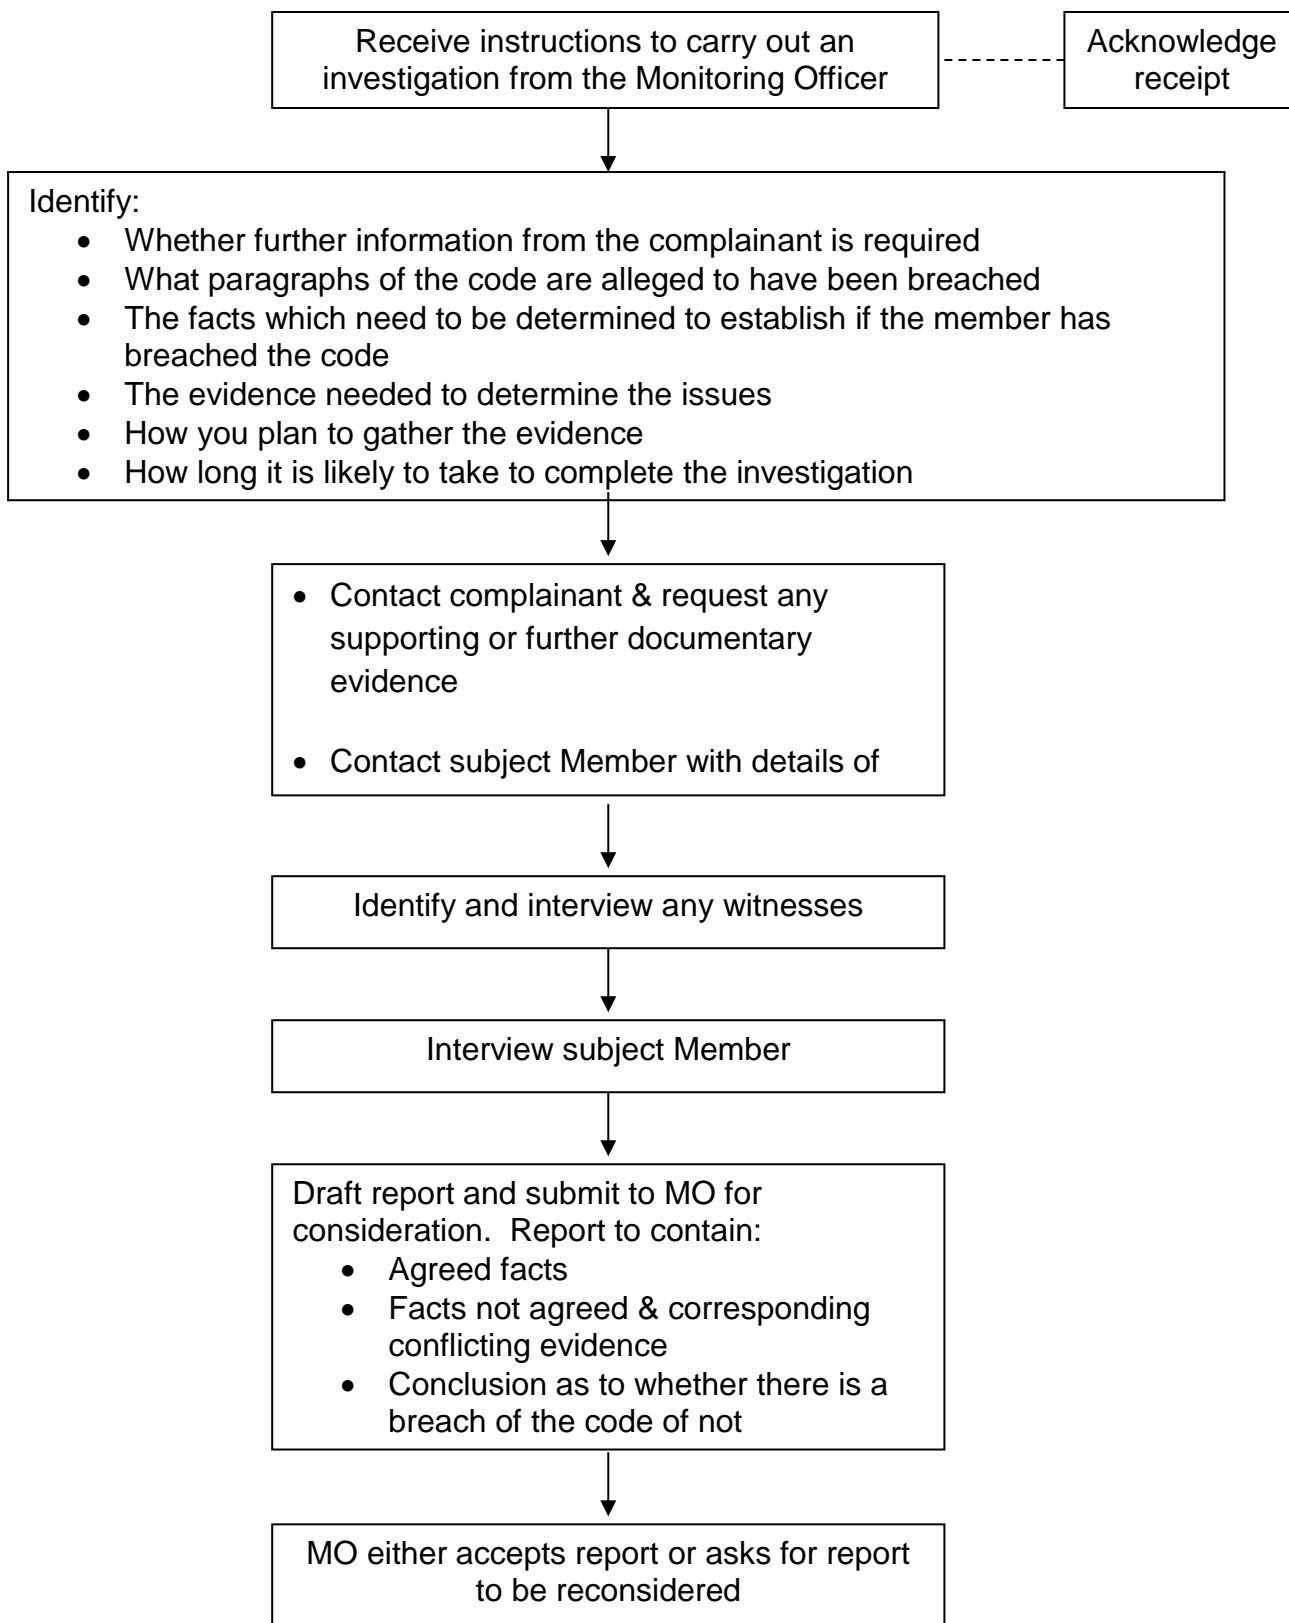 Receive instructions to carry out an
investigation from the Monitoring Officer
Acknowledge
receipt
Identify:
• Whether further information from the complainant is required
• What paragraphs of the code are alleged to have been breached
• The facts which need to be determined to establish if the member has
breached the code
• The evidence needed to determine the issues
• How you plan to gather the evidence
• How long it is likely to take to complete the investigation
• Contact complainant & request any
supporting or further documentary
evidence
• Contact subject Member with details of
Identify and interview any witnesses
Interview subject Member
Draft report and submit to MO for
consideration. Report to contain:
• Agreed facts
• Facts not agreed & corresponding
conflicting evidence
• Conclusion as to whether there is a
breach of the code of not
MO either accepts report or asks for report
to be reconsidered